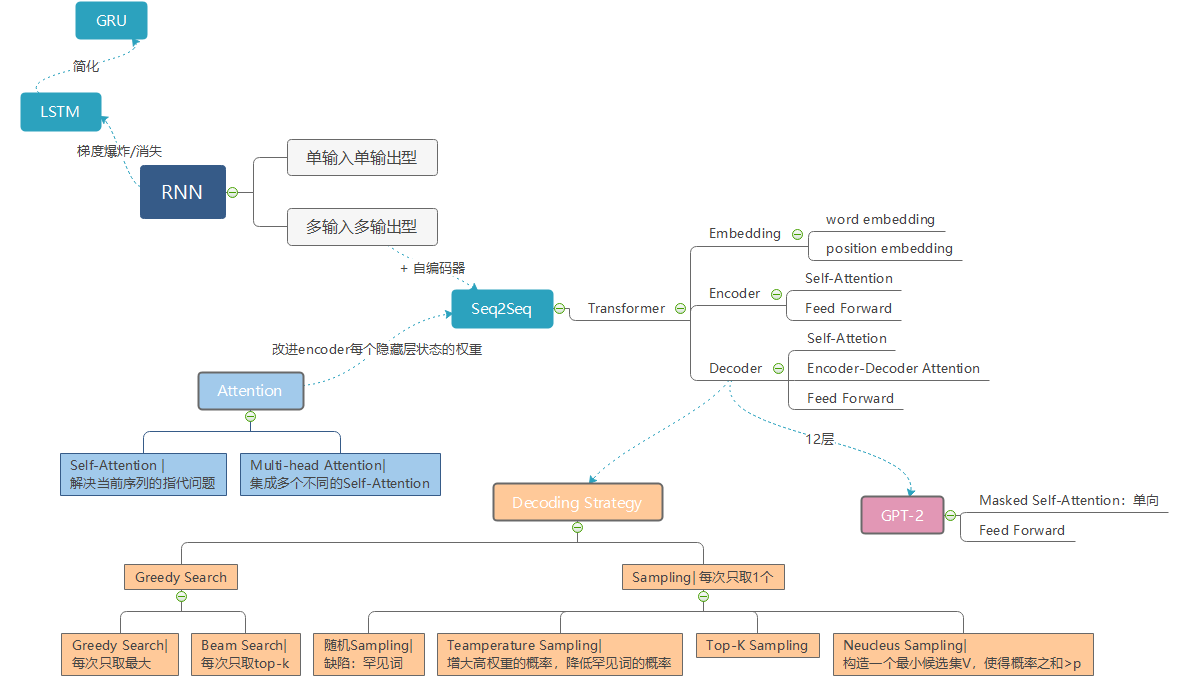 GRU
简化
LSTM
梯度爆炸/消失
RNN
单输入单输出型
多输入多输出型
+ 自编码器
Seq2Seq
Transformer
Embedding
word embedding
position embedding
Encoder
Self-Attention
Feed Forward
Decoder
Self-Attetion
Encoder-Decoder Attention
Feed Forward
改进encoder每个隐藏层状态的权重
Attention
Self-Attention |
解决当前序列的指代问题
Multi-head Attention|
集成多个不同的Self-Attention
12层
Decoding Strategy
GPT-2
Masked Self-Attention：单向
Feed Forward
Greedy Search
Sampling| 每次只取1个
Greedy Search|
每次只取最大
Beam Search|
每次只取top-k
随机Sampling|
缺陷：罕见词
Teamperature Sampling|
增大高权重的概率，降低罕见词的概率
Top-K Sampling
Neucleus Sampling|
构造一个最小候选集V，使得概率之和>p